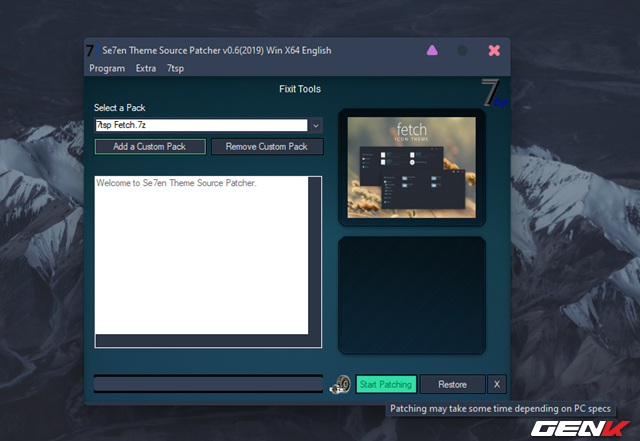 7 Se7en Theme Source Patcher v0.6(2019) Win X64 English
Program Extra 7tsp
Fixit Tools
7tsp
Select a Pack
7tsp Fetch.7z
Add a Custom Pack Remove Custom Pack
fetch
ICON THEME
Welcome to Se7en Theme Source Patcher.
Start Patching Restore X
Patching may take some time depending on PC specs
GENK